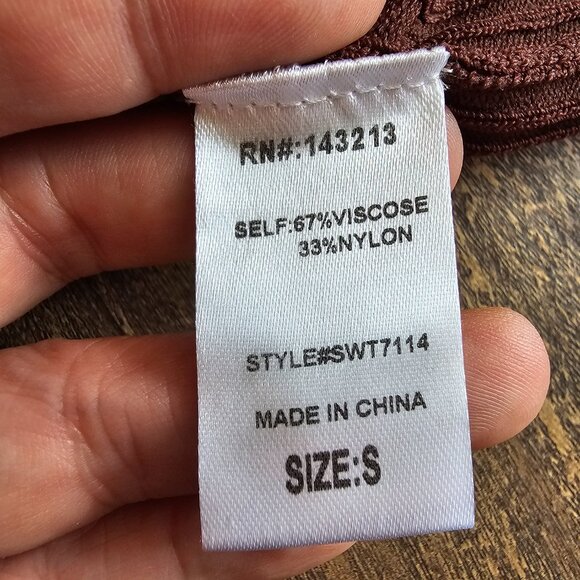 RN#:143213
SELF:67%VISCOSE
33%NYLON
STYLE#SWT7114
MADE IN CHINA
SIZE:S